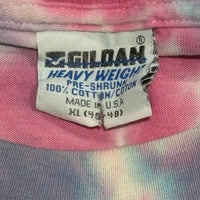 GILDAN®
HEAVY WEIGHT
PRE-SHRUNK
100% COTTON/COTON
MADE IN U.S.A
XL (46-48)